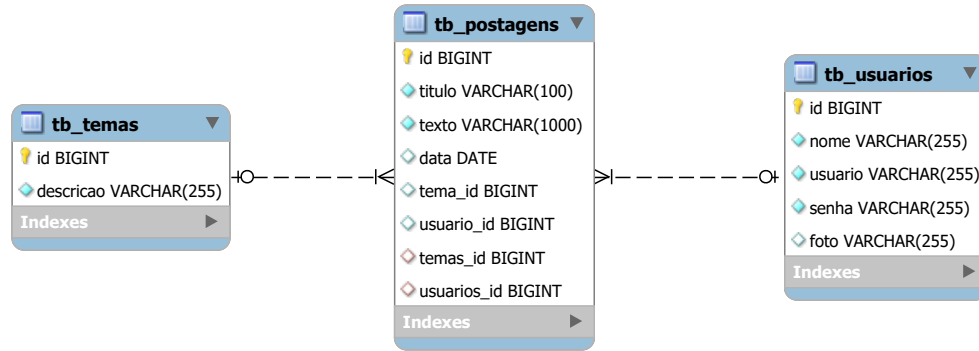 tb_temas
id BIGINT
descricao VARCHAR(255)
Indexes
tb_postagens
id BIGINT
titulo VARCHAR(100)
texto VARCHAR(1000)
data DATE
tema_id BIGINT
usuario_id BIGINT
temas_id BIGINT
usuarios_id BIGINT
Indexes
tb_usuarios
id BIGINT
nome VARCHAR(255)
usuario VARCHAR(255)
senha VARCHAR(255)
foto VARCHAR(255)
Indexes